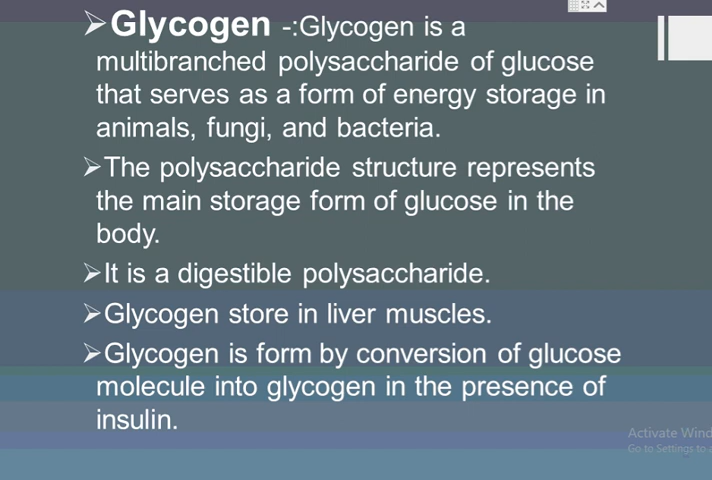 ➢Glycogen -:Glycogen is a
multibranched polysaccharide of glucose
that serves as a form of energy storage in
animals, fungi, and bacteria.
➢The polysaccharide structure represents
the main storage form of glucose in the
body.
➢It is a digestible polysaccharide.
➢Glycogen store in liver muscles.
➢Glycogen is form by conversion of glucose
molecule into glycogen in the presence of
insulin.
Activate Wind
Go to Settings to a